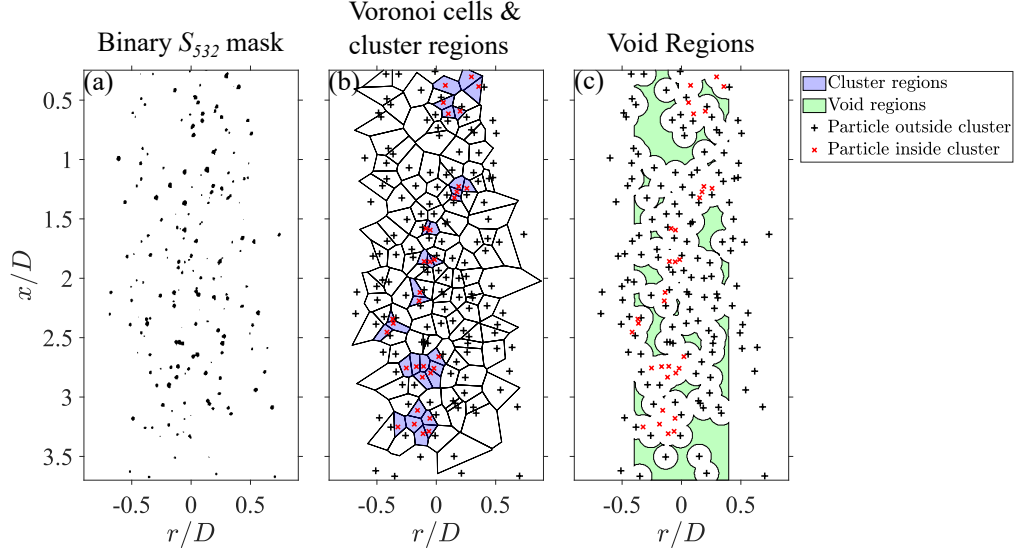 Binary S532 mask
Voronoi cells &
cluster regions
Void Regions
(a)
(b)
(c)
Cluster regions
Void regions
Particle outside cluster
Particle inside cluster
0.5
1
1.5
2
2.5
3
3.5
x/D
-0.5 0 0.5
-0.5 0 0.5
-0.5 0 0.5
r/D
r/D
r/D